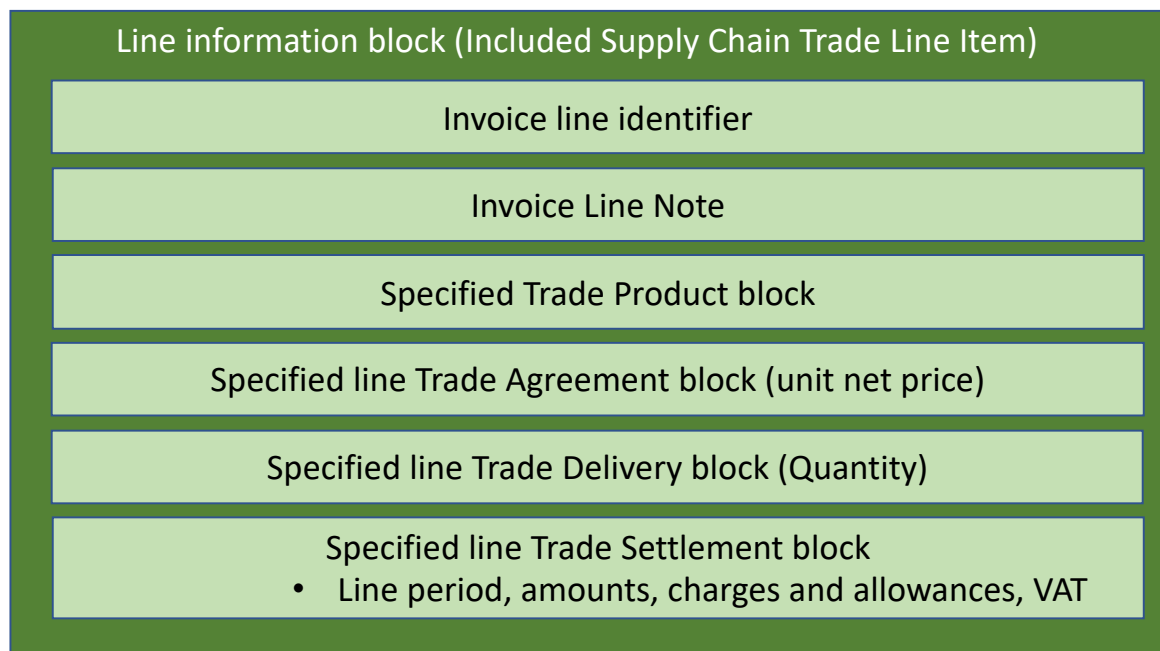 Line information block (Included Supply Chain Trade Line Item)
Invoice line identifier
Invoice Line Note
Specified Trade Product block
Specified line Trade Agreement block (unit net price)
Specified line Trade Delivery block (Quantity)
Specified line Trade Settlement block
• Line period, amounts, charges and allowances, VAT